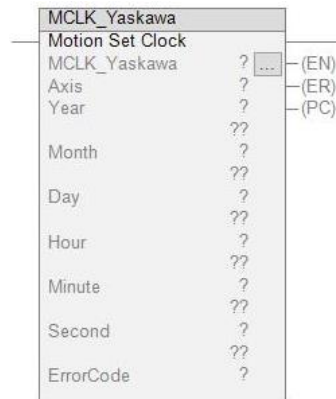 MCLK_Yaskawa
Motion Set Clock
MCLK_Yaskawa ? ... (EN)
Axis ? (ER)
Year ? (PC)
??
Month ?
??
Day ?
??
Hour ?
??
Minute ?
??
Second ?
??
ErrorCode ?